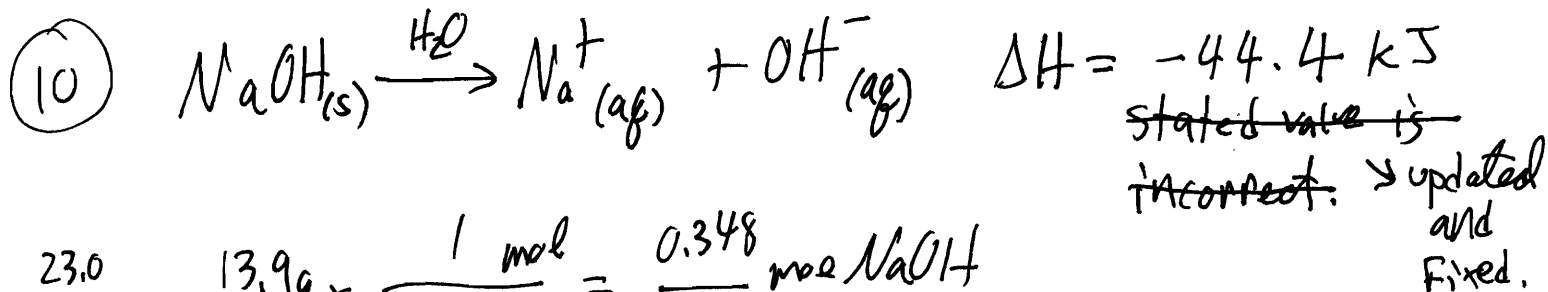 10 NaOH(s) →H₂O Na⁺(aq) + OH⁻(aq) ΔH = -44.4 kJ
stated value is
incorrect. ↘ updated
and
Fixed.
23.0 13.9g × 1 mol = 0.348 mol NaOH